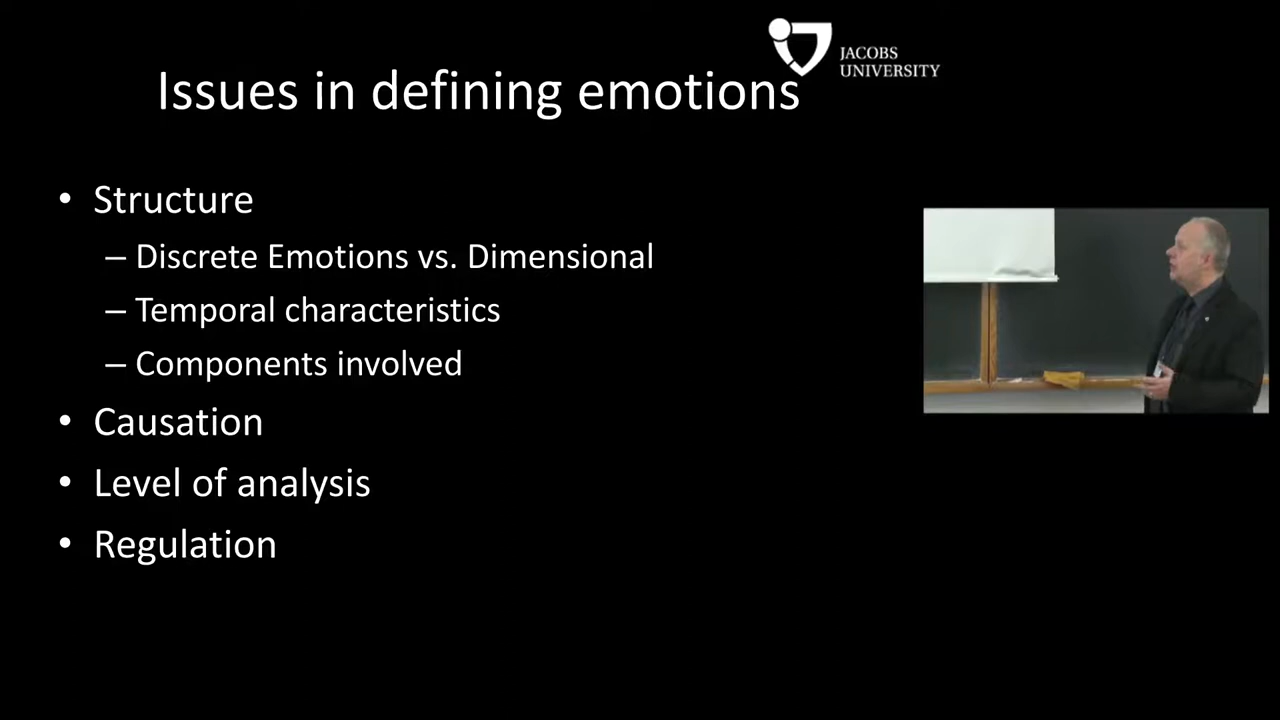 JACOBS
UNIVERSITY
Issues in defining emotions
• Structure
– Discrete Emotions vs. Dimensional
– Temporal characteristics
– Components involved
• Causation
• Level of analysis
• Regulation